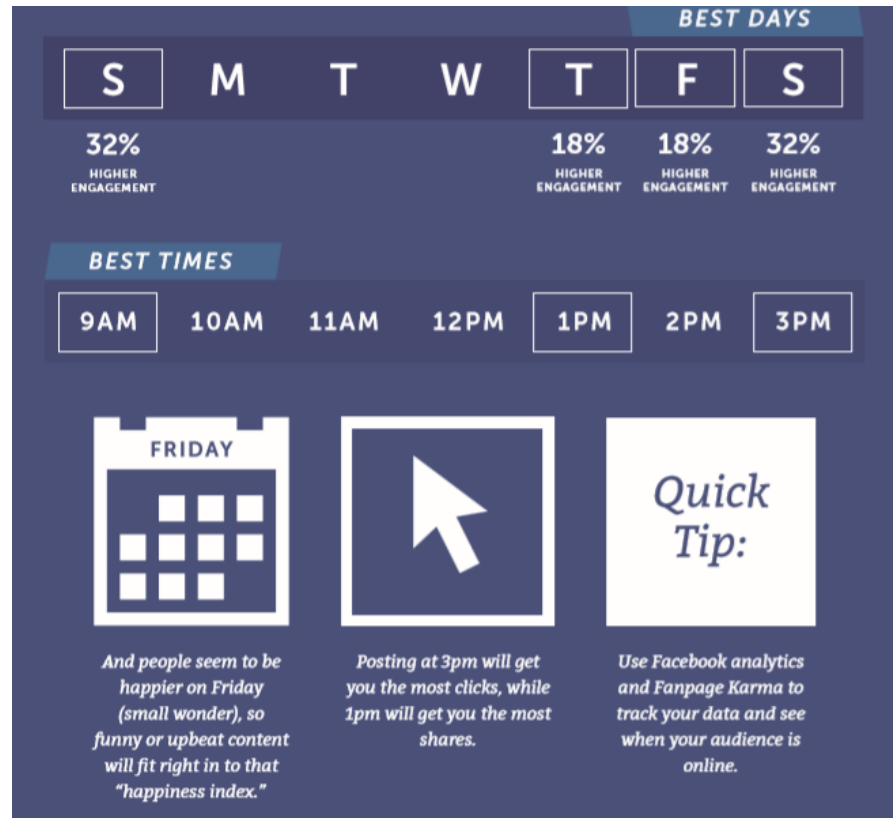 BEST DAYS
S M T W T F S
32% 18% 18% 32%
HIGHER HIGHER HIGHER HIGHER
ENGAGEMENT ENGAGEMENT ENGAGEMENT ENGAGEMENT
BEST TIMES
9AM 10AM 11AM 12PM 1PM 2PM 3PM
FRIDAY
And people seem to be
happier on Friday
(small wonder), so
funny or upbeat content
will fit right in to that
“happiness index.”
Posting at 3pm will get
you the most clicks, while
1pm will get you the most
shares.
Quick
Tip:
Use Facebook analytics
and Fanpage Karma to
track your data and see
when your audience is
online.